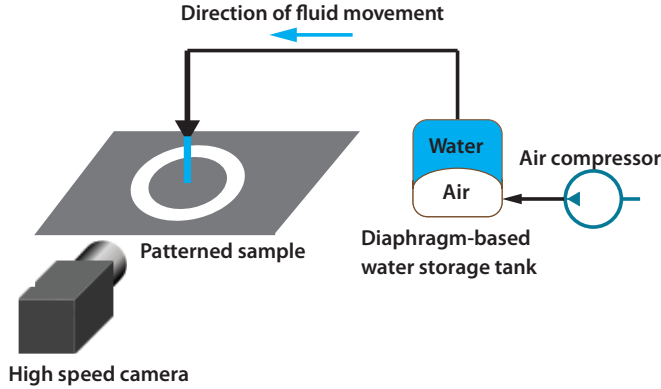 Direction of fluid movement
Water
Air compressor
Air
Patterned sample
Diaphragm-based
water storage tank
High speed camera